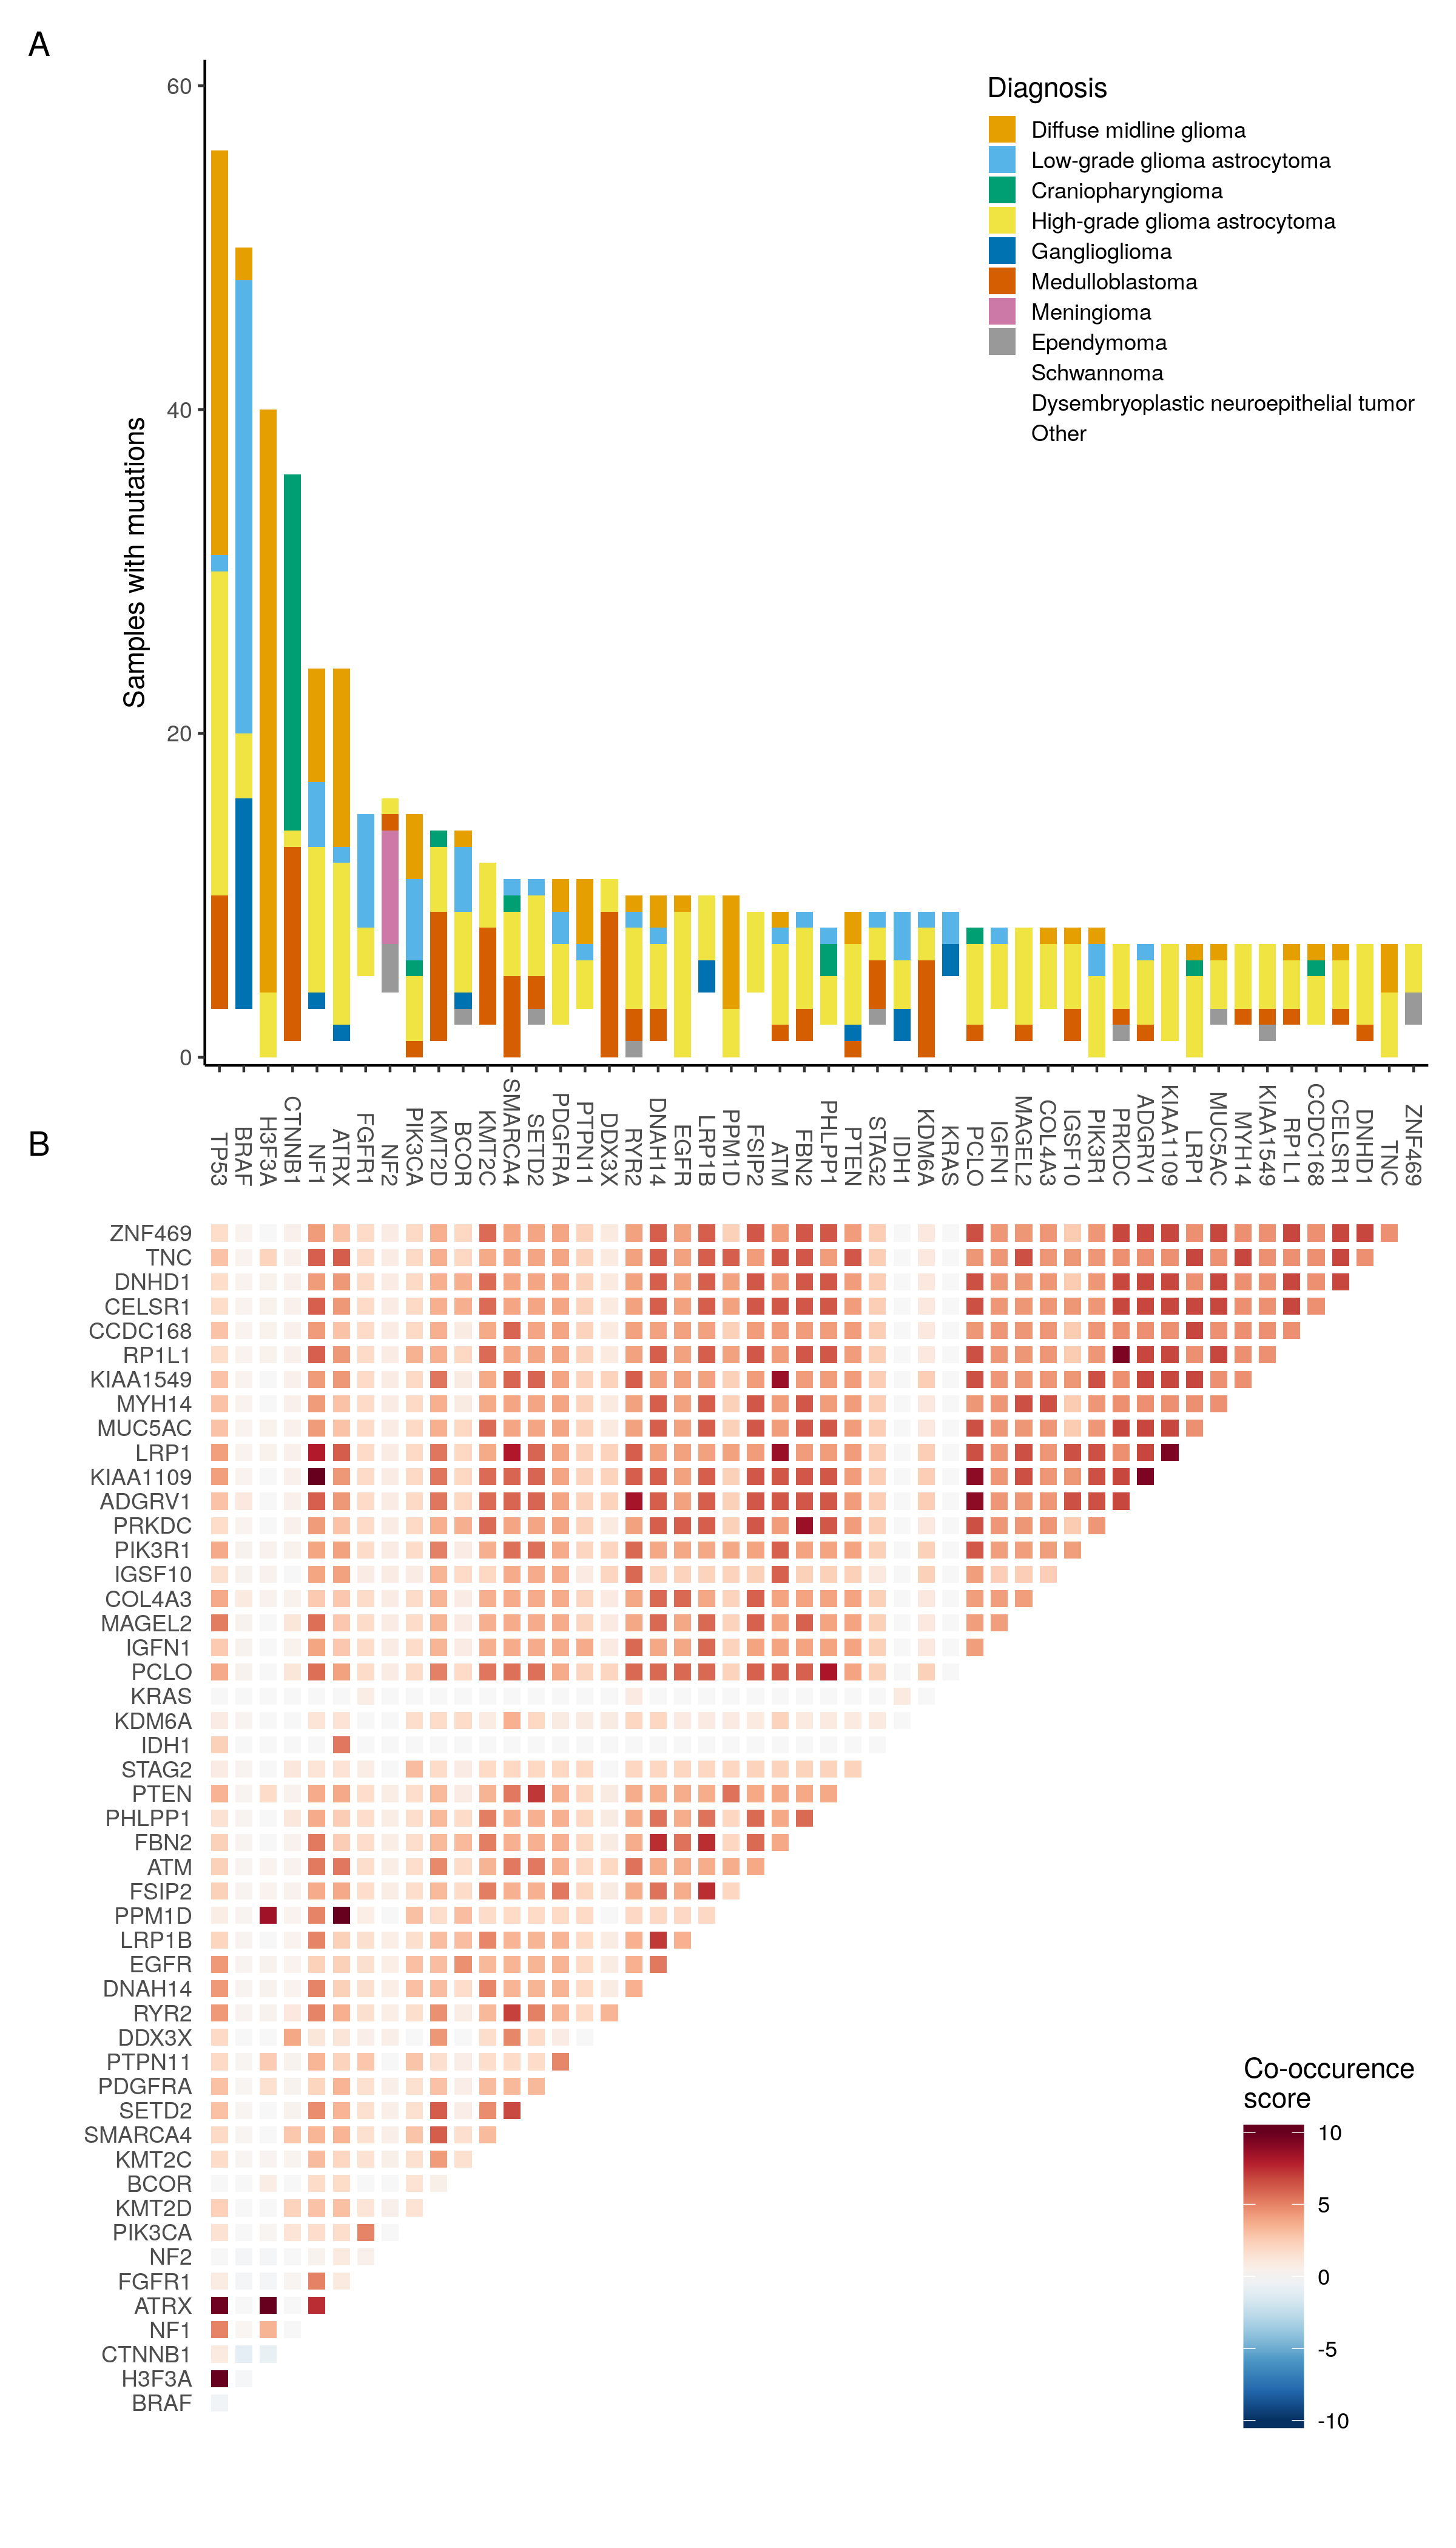 A
60
40
20
0
Samples with mutations
Diagnosis
Diffuse midline glioma
Low-grade glioma astrocytoma
Craniopharyngioma
High-grade glioma astrocytoma
Ganglioglioma
Medulloblastoma
Meningioma
Ependymoma
Schwannoma
Dysembryoplastic neuroepithelial tumor
Other
TP53
BRAF
H3F3A
CTNNB1
NF1
ATRX
FGFR1
NF2
PIK3CA
KMT2D
BCOR
KMT2C
SMARCA4
SETD2
PDGFRA
PTPN11
DDX3X
RYR2
DNAH14
EGFR
LRP1B
PPM1D
FSIP2
ATM
FBN2
PHLPP1
PTEN
STAG2
IDH1
KDM6A
KRAS
PCLO
IGFN1
MAGEL2
COL4A3
IGSF10
PIK3R1
PRKDC
ADGRV1
KIAA1109
LRP1
MUC5AC
MYH14
KIAA1549
RP1L1
CCDC168
CELSR1
DNHD1
TNC
ZNF469
B
ZNF469
TNC
DNHD1
CELSR1
CCDC168
RP1L1
KIAA1549
MYH14
MUC5AC
LRP1
KIAA1109
ADGRV1
PRKDC
PIK3R1
IGSF10
COL4A3
MAGEL2
IGFN1
PCLO
KRAS
KDM6A
IDH1
STAG2
PTEN
PHLPP1
FBN2
ATM
FSIP2
PPM1D
LRP1B
EGFR
DNAH14
RYR2
DDX3X
PTPN11
PDGFRA
SETD2
SMARCA4
KMT2C
BCOR
KMT2D
PIK3CA
NF2
FGFR1
ATRX
NF1
CTNNB1
H3F3A
BRAF
Co-occurence
score
10
5
0
-5
-10